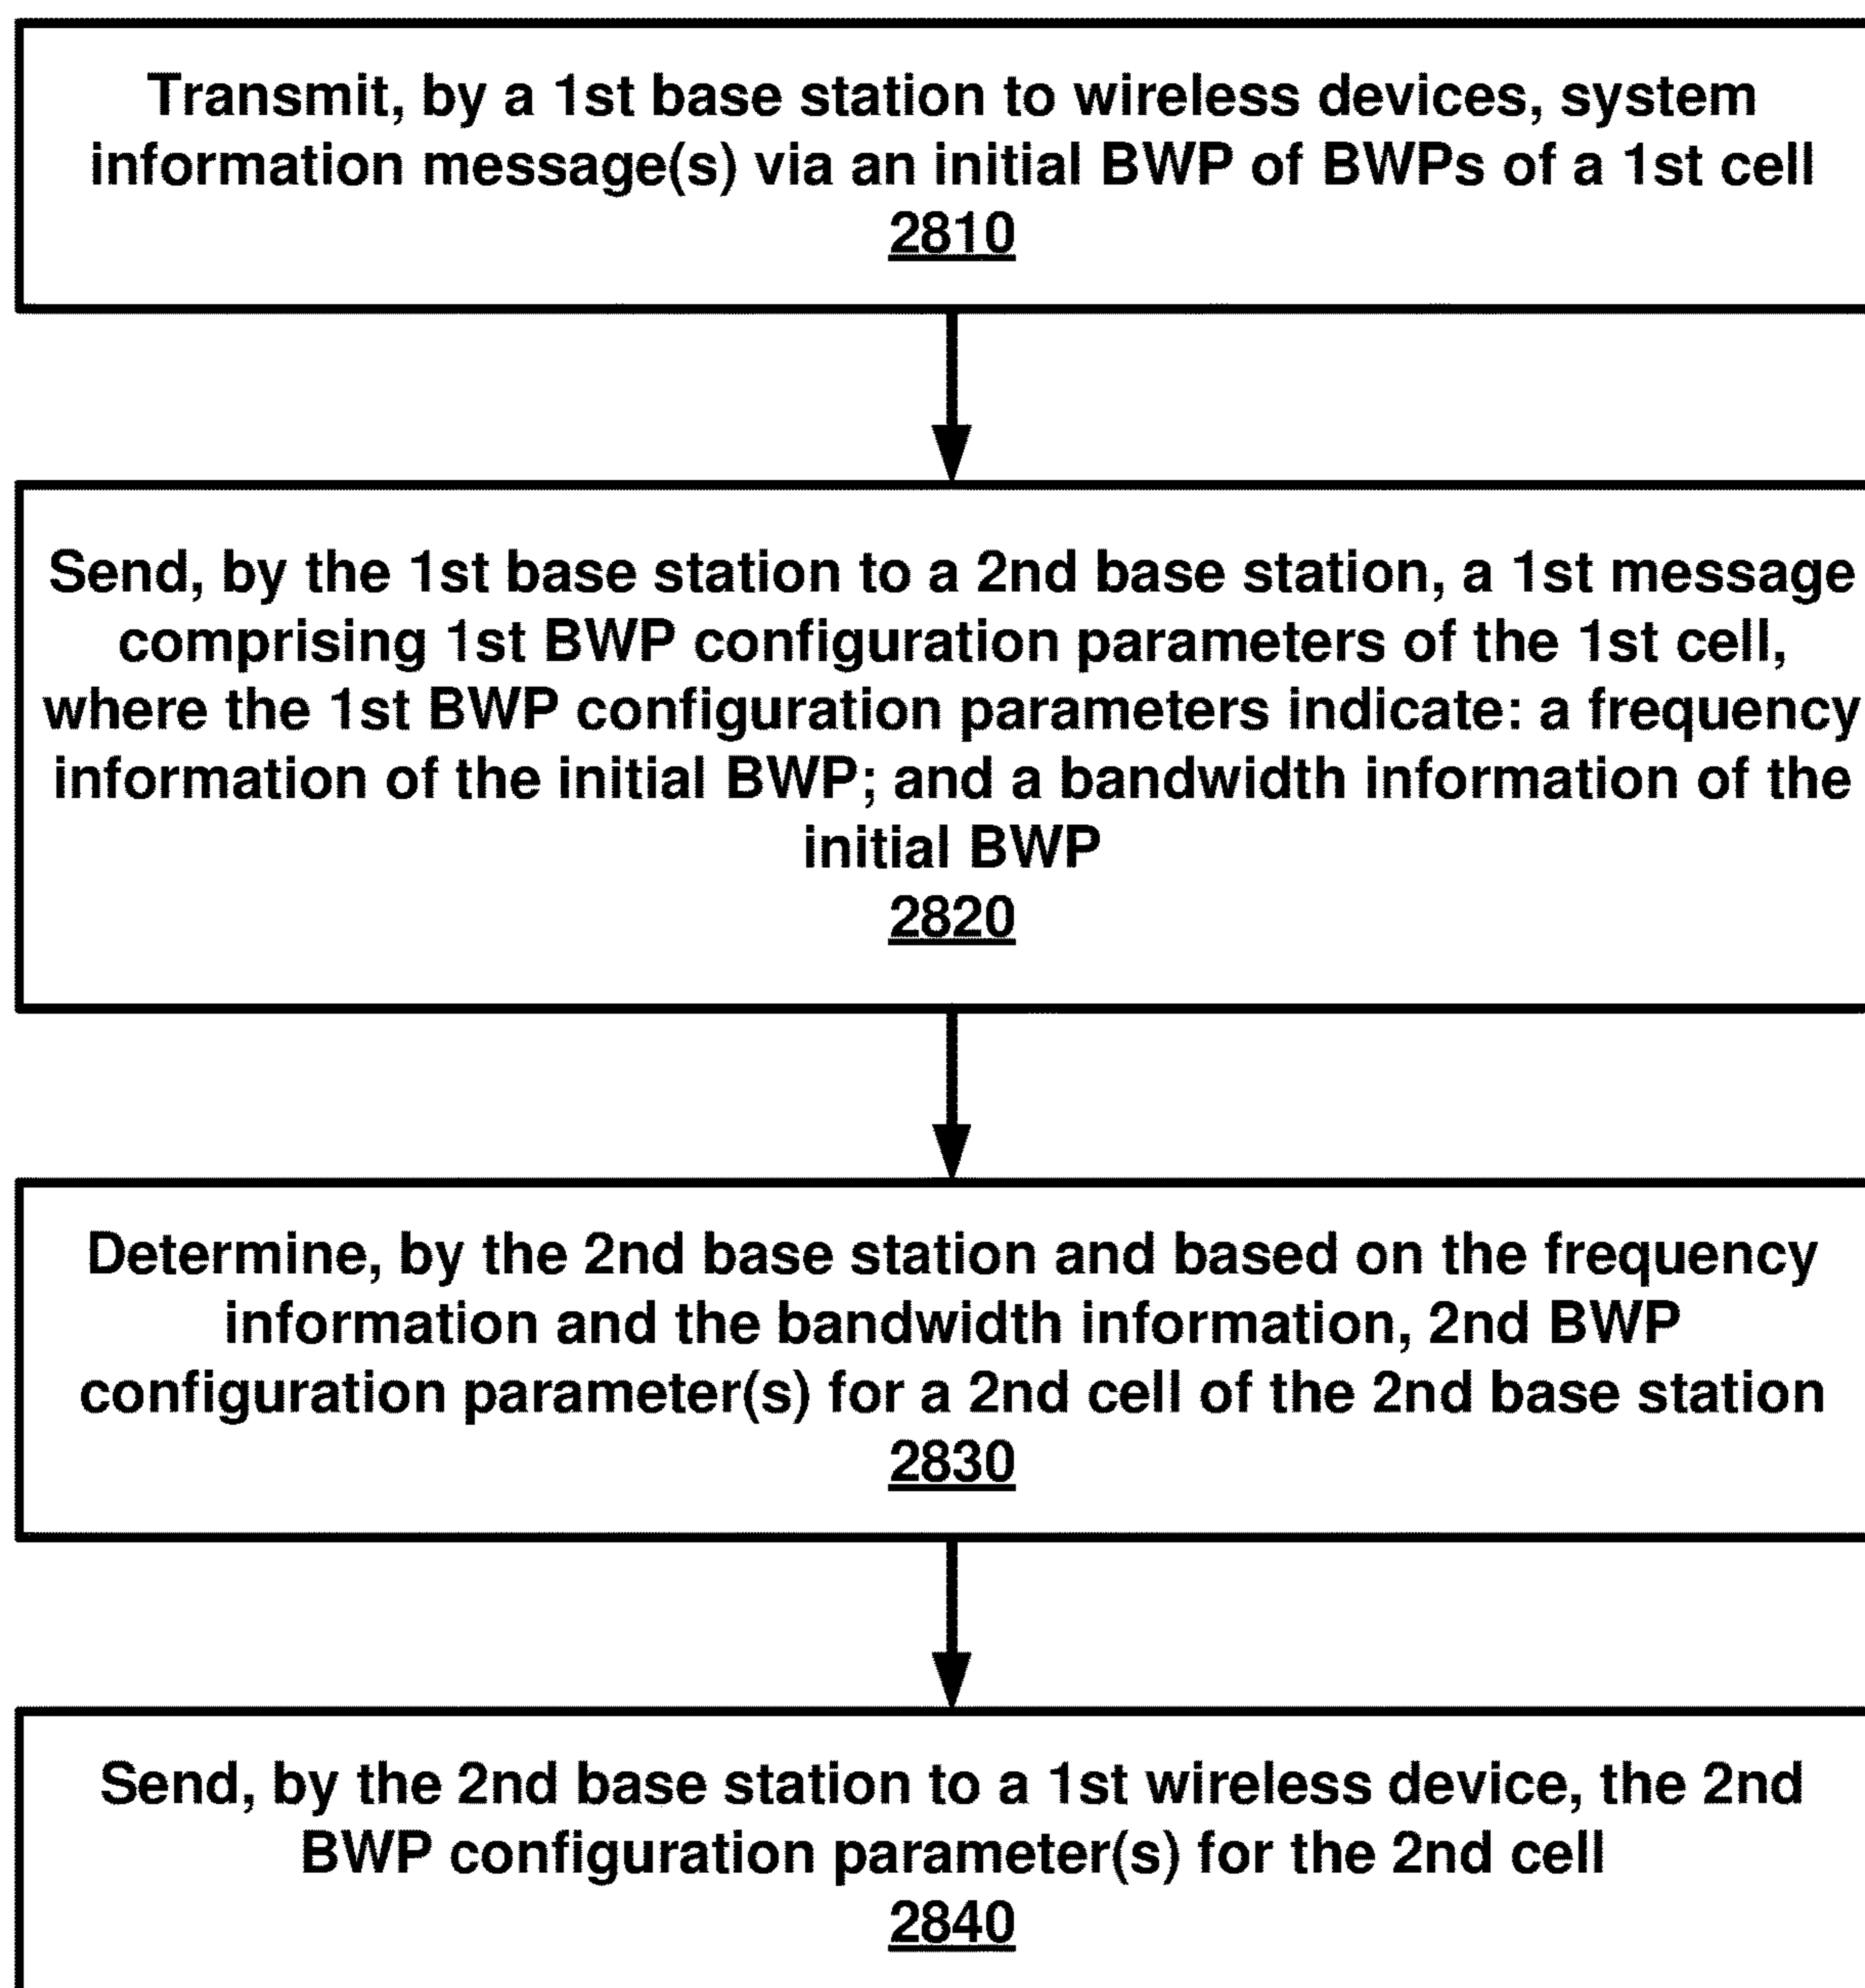 Transmit, by a 1st base station to wireless devices, system
information message(s) via an initial BWP of BWPs of a 1st cell
2810
Send, by the 1st base station to a 2nd base station, a 1st message
comprising 1st BWP configuration parameters of the 1st cell,
where the 1st BWP configuration parameters indicate: a frequency
information of the initial BWP; and a bandwidth information of the
initial BWP
2820
Determine, by the 2nd base station and based on the frequency
information and the bandwidth information, 2nd BWP
configuration parameter(s) for a 2nd cell of the 2nd base station
2830
Send, by the 2nd base station to a 1st wireless device, the 2nd
BWP configuration parameter(s) for the 2nd cell
2840